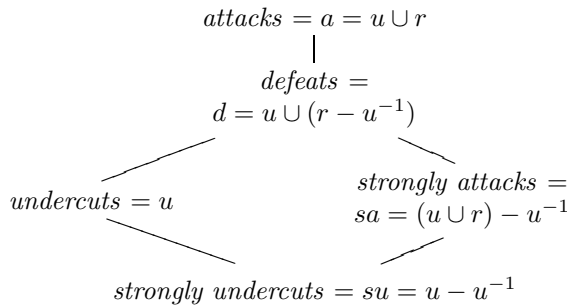 attacks = a = u ∪ r
defeats =
d = u ∪ (r − u⁻¹)
undercuts = u
strongly attacks =
sa = (u ∪ r) − u⁻¹
strongly undercuts = su = u − u⁻¹